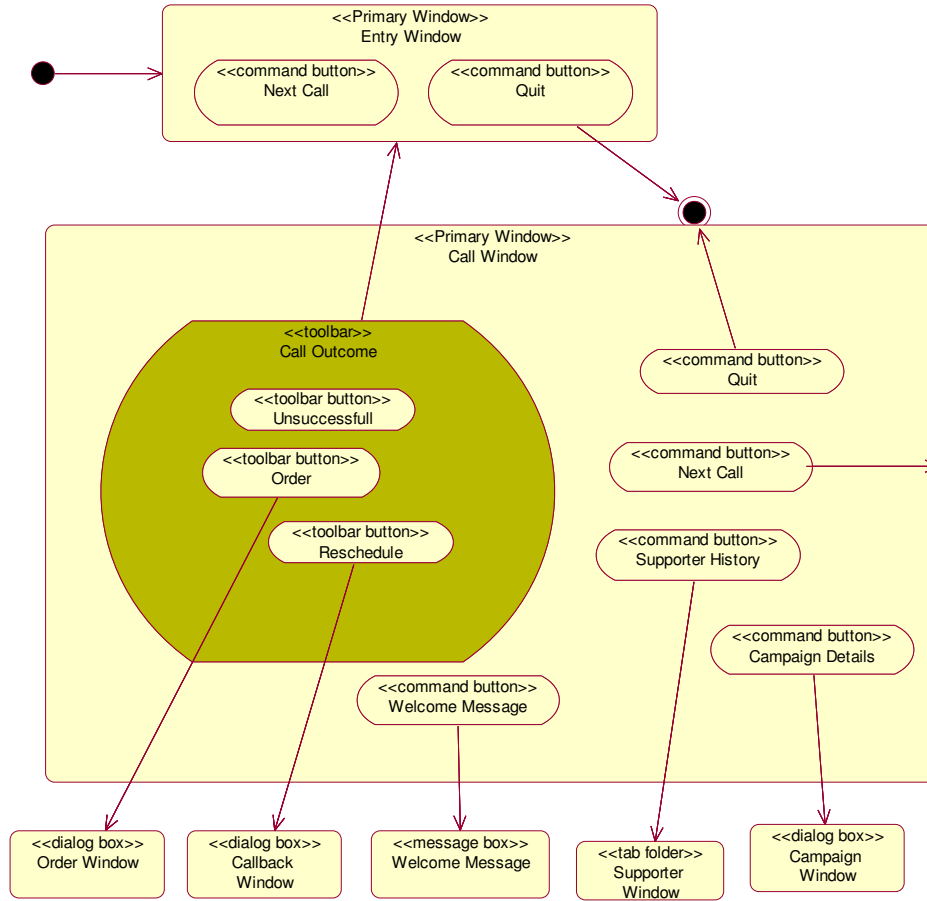 <<Primary Window>>
Entry Window
<<command button>>
Next Call
<<command button>>
Quit
<<Primary Window>>
Call Window
<<toolbar>>
Call Outcome
<<toolbar button>>
Unsuccessfull
<<toolbar button>>
Order
<<toolbar button>>
Reschedule
<<command button>>
Quit
<<command button>>
Next Call
<<command button>>
Supporter History
<<command button>>
Campaign Details
<<command button>>
Welcome Message
<<dialog box>>
Order Window
<<dialog box>>
Callback
Window
<<message box>>
Welcome Message
<<tab folder>>
Supporter
Window
<<dialog box>>
Campaign
Window